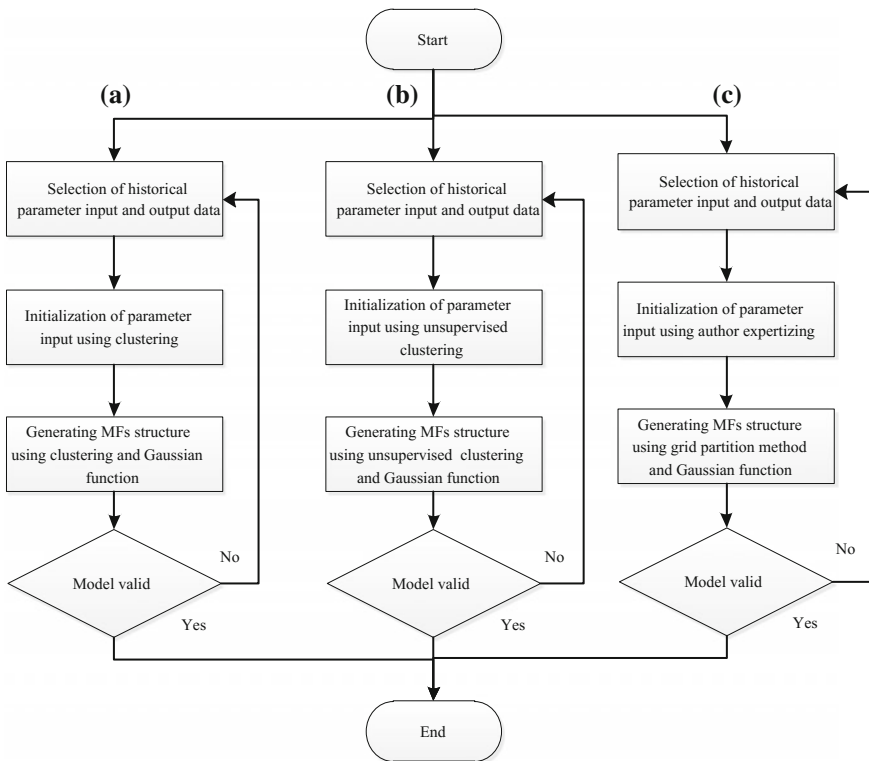 Start
(a)
(b)
(c)
Selection of historical
parameter input and output data
Initialization of parameter
input using clustering
Generating MFs structure
using clustering and Gaussian
function
Model valid
No
Yes
Selection of historical
parameter input and output data
Initialization of parameter
input using unsupervised
clustering
Generating MFs structure
using unsupervised clustering
and Gaussian function
Model valid
No
Yes
Selection of historical
parameter input and output data
Initialization of parameter
input using author expertizing
Generating MFs structure
using grid partition method
and Gaussian function
Model valid
No
Yes
End